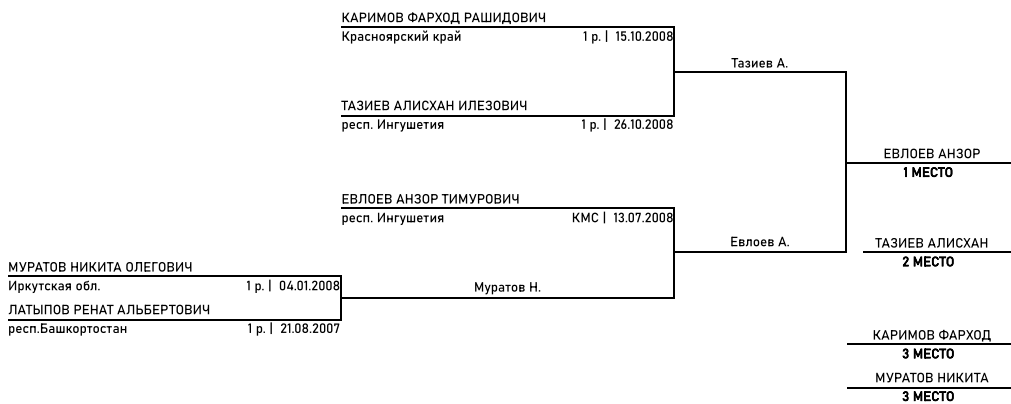 КАРИМОВ ФАРХОД РАШИДОВИЧ
Красноярский край 1 р. | 15.10.2008
Тазиев А.
ТАЗИЕВ АЛИСХАН ИЛЕЗОВИЧ
респ. Ингушетия 1 р. | 26.10.2008
ЕВЛОЕВ АНЗОР
1 МЕСТО
ЕВЛОЕВ АНЗОР ТИМУРОВИЧ
респ. Ингушетия КМС | 13.07.2008
Евлоев А.
ТАЗИЕВ АЛИСХАН
2 МЕСТО
МУРАТОВ НИКИТА ОЛЕГОВИЧ
Иркутская обл. 1 р. | 04.01.2008
Муратов Н.
ЛАТЫПОВ РЕНАТ АЛЬБЕРТОВИЧ
респ.Башкортостан 1 р. | 21.08.2007
КАРИМОВ ФАРХОД
3 МЕСТО
МУРАТОВ НИКИТА
3 МЕСТО